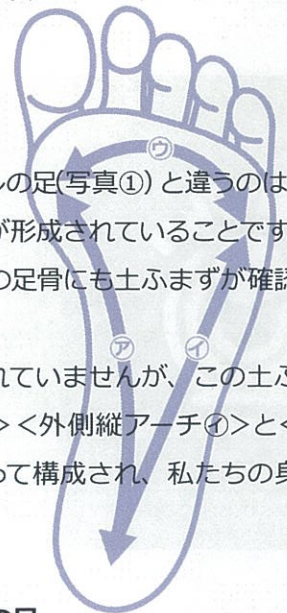 ウ
の足(写真①)と違うのは
が形成されていることです
の足骨にも土ふまずが確認
ア イ
れていませんが、この土ふ
><外側縦アーチイ>と<
って構成され、私たちの身